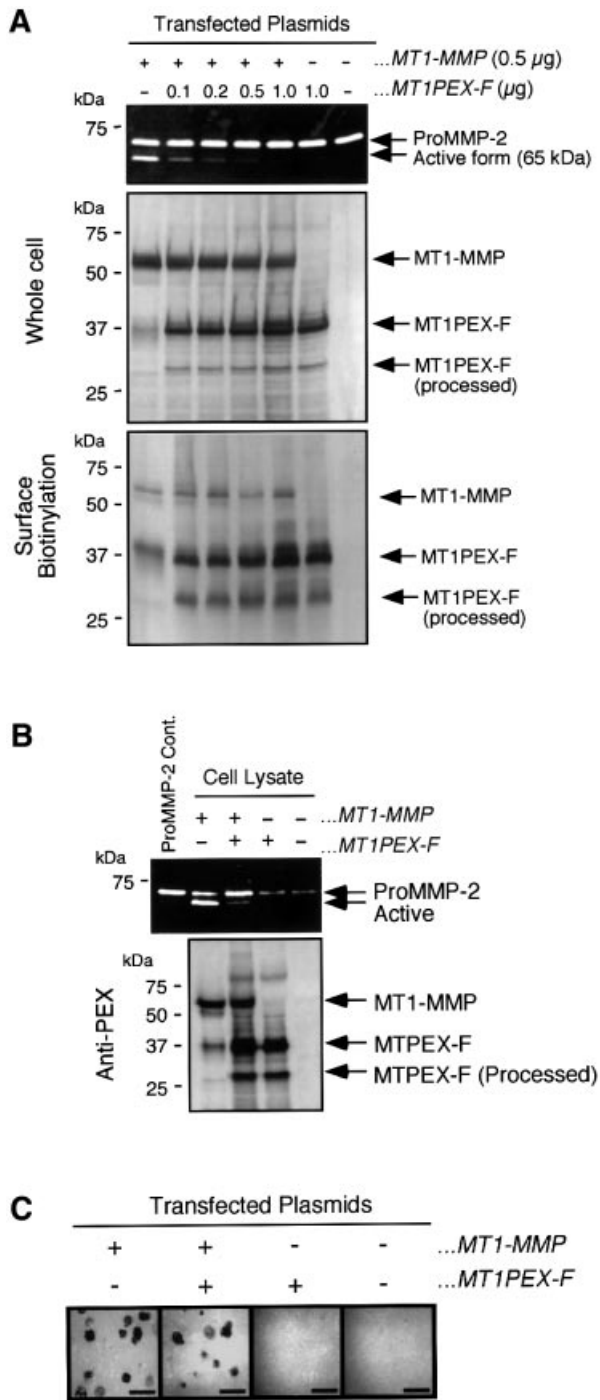 A
Transfected Plasmids
+ + + + + - - ...MT1-MMP (0.5 µg)
- 0.1 0.2 0.5 1.0 1.0 - ...MT1PEX-F (µg)
kDa
75 -
ProMMP-2
Active form (65 kDa)
Whole cell
kDa
75 -
50 -
37 -
25 -
MT1-MMP
MT1PEX-F
MT1PEX-F
(processed)
Surface
Biotinylation
kDa
75 -
50 -
37 -
25 -
MT1-MMP
MT1PEX-F
MT1PEX-F
(processed)
B
ProMMP-2 Cont.
Cell Lysate
+ + - - ...MT1-MMP
- + + - ...MT1PEX-F
kDa
75 -
ProMMP-2
Active
Anti-PEX
kDa
75 -
50 -
37 -
25 -
MT1-MMP
MTPEX-F
MTPEX-F (Processed)
C
Transfected Plasmids
+ + - - ...MT1-MMP
- + + - ...MT1PEX-F